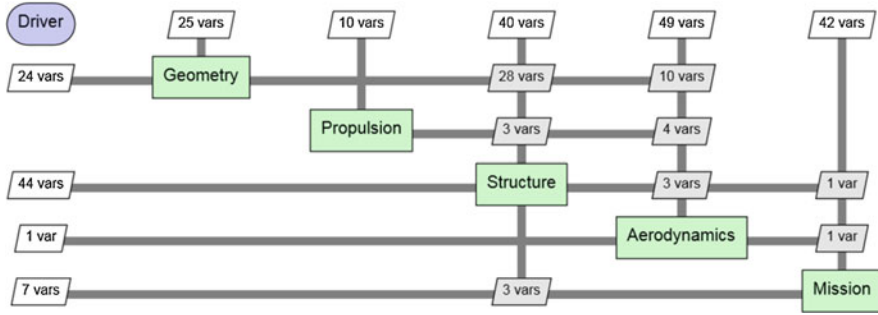 Driver
25 vars
10 vars
40 vars
49 vars
42 vars
24 vars
Geometry
28 vars
10 vars
Propulsion
3 vars
4 vars
44 vars
Structure
3 vars
1 var
1 var
Aerodynamics
1 var
7 vars
3 vars
Mission